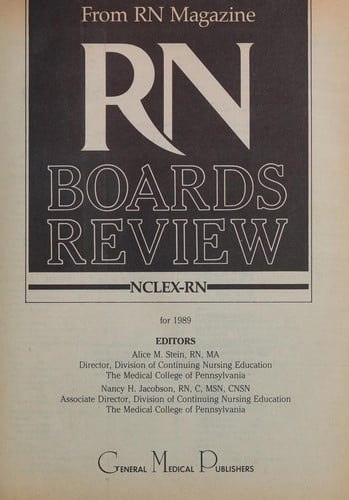 From RN Magazine
RN
BOARDS
REVIEW
NCLEX-RN
for 1989
EDITORS
Alice M. Stein, RN, MA
Director, Division of Continuing Nursing Education
The Medical College of Pennsylvania
Nancy H. Jacobson, RN, C, MSN, CNSN
Associate Director, Division of Continuing Nursing Education
The Medical College of Pennsylvania
GENERAL MEDICAL PUBLISHERS